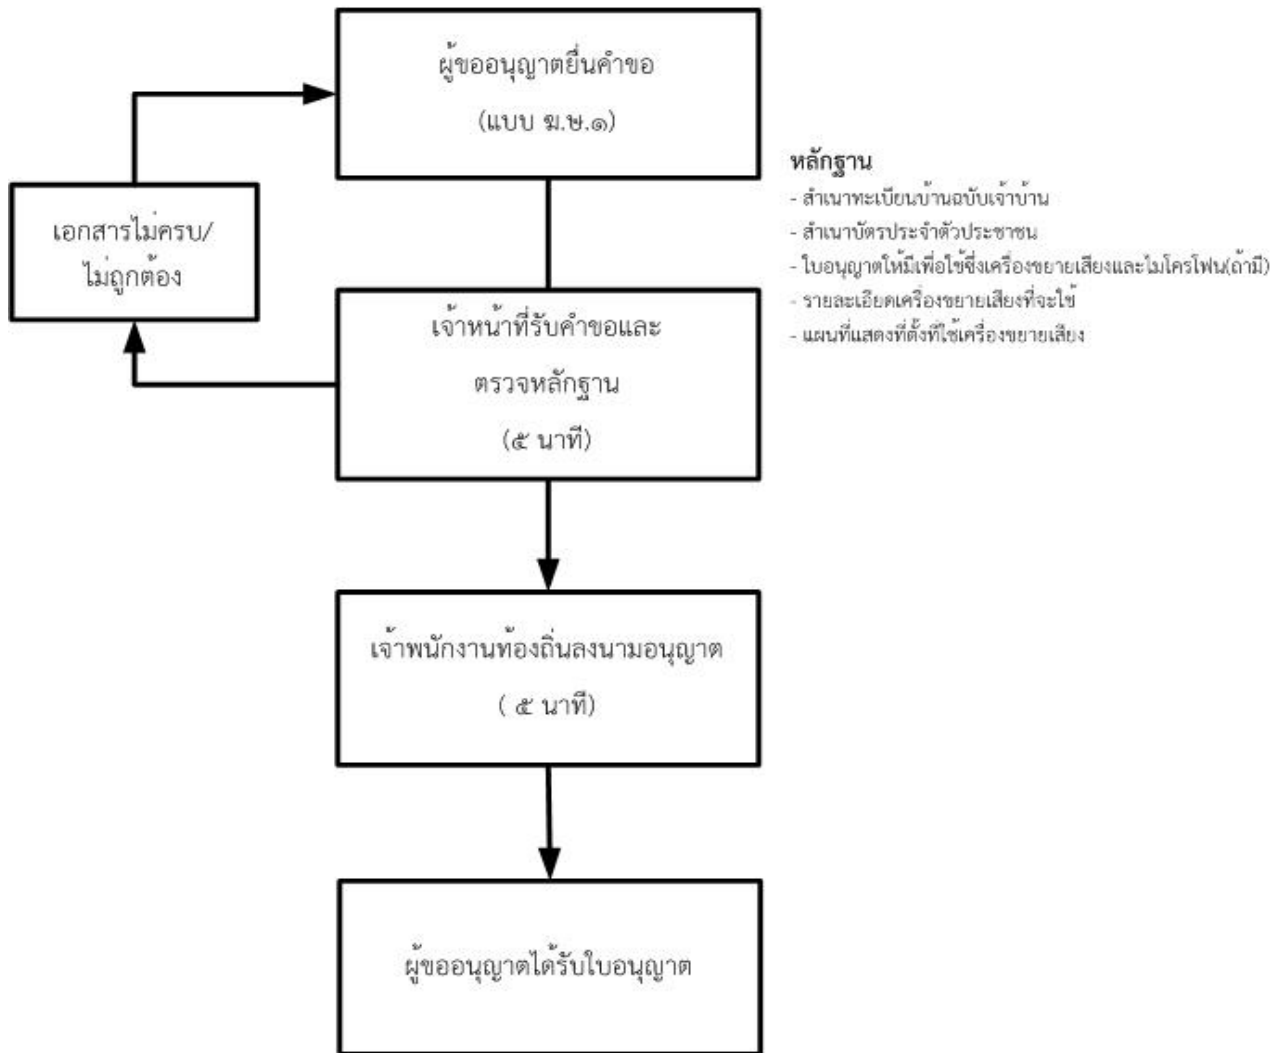 ผู้ขออนุญาตยื่นคำขอ
(แบบ ฆ.ษ.๑)
หลักฐาน
- สำเนาทะเบียนบ้านฉบับเจ้าบ้าน
- สำเนาบัตรประจำตัวประชาชน
- ใบอนุญาตให้มีเพื่อใช้ซึ่งเครื่องขยายเสียงและไมโครโฟน(ถ้ามี)
- รายละเอียดเครื่องขยายเสียงที่จะใช้
- แผนที่แสดงที่ตั้งที่ใช้เครื่องขยายเสียง
เอกสารไม่ครบ/
ไม่ถูกต้อง
เจ้าหน้าที่รับคำขอและ
ตรวจหลักฐาน
(๕ นาที)
เจ้าพนักงานท้องถิ่นลงนามอนุญาต
( ๕ นาที)
ผู้ขออนุญาตได้รับใบอนุญาต